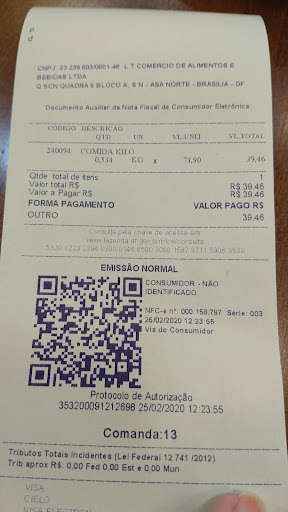 CNPJ: 23.259.603/0001-46 L T COMERCIO DE ALIMENTOS E
BEBIDAS LTDA
Q SCN QUADRA 6 BLOCO A, S N - ASA NORTE - BRASILIA - DF
Documento Auxiliar da Nota Fiscal de Consumidor Eletrônica
CODIGO DESCRICAO
QTD UN VL.UNIT VL.TOTAL
240094 COMIDA KILO
0,534 KG x 73,90 39,46
Qtde total de itens 1
Valor total R$ R$ 39,46
Valor a Pagar R$ R$ 39,46
FORMA PAGAMENTO VALOR PAGO R$
OUTRO 39,46
Consulte pela chave de acesso em
www.fazenda.df.gov.br/nfce/consulta
EMISSÃO NORMAL
CONSUMIDOR - NÃO
IDENTIFICADO
NFC-e nº: 000.158.797 Série: 003
25/02/2020 12:23:55
Via do Consumidor
Protocolo de Autorização
353200091212698 25/02/2020 12:23:55
Comanda:13
Tributos Totais Incidentes (Lei Federal 12.741 /2012)
Trib aprox R$: 0,00 Fed 0,00 Est e 0,00 Mun
VISA
CIELO
VISA ELECTRON